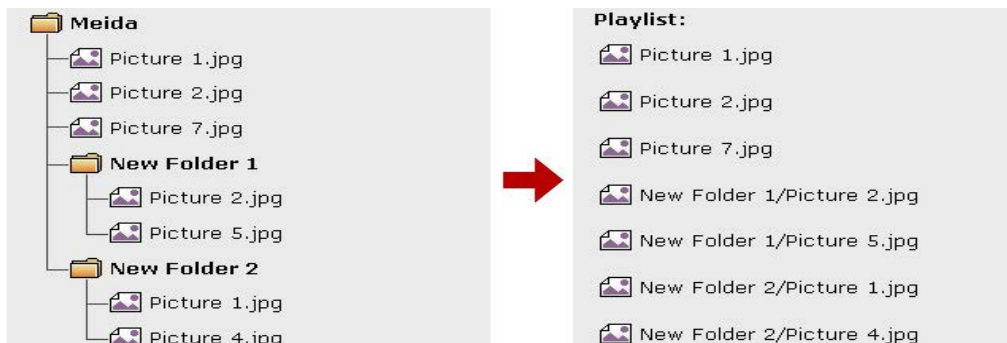 Meida
Picture 1.jpg
Picture 2.jpg
Picture 7.jpg
New Folder 1
Picture 2.jpg
Picture 5.jpg
New Folder 2
Picture 1.jpg
Picture 4.jpg
Playlist:
Picture 1.jpg
Picture 2.jpg
Picture 7.jpg
New Folder 1/Picture 2.jpg
New Folder 1/Picture 5.jpg
New Folder 2/Picture 1.jpg
New Folder 2/Picture 4.jpg